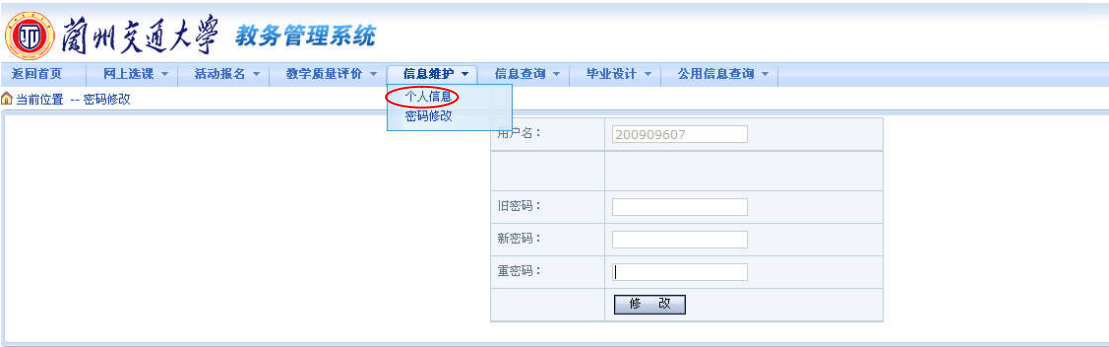 蘭州交通大學 教务管理系统
返回首页 网上选课 活动报名 教学质量评价 信息维护 信息查询 毕业设计 公用信息查询
当前位置 -- 密码修改
个人信息
密码修改
用户名： 200909607
旧密码：
新密码：
重密码：
修 改